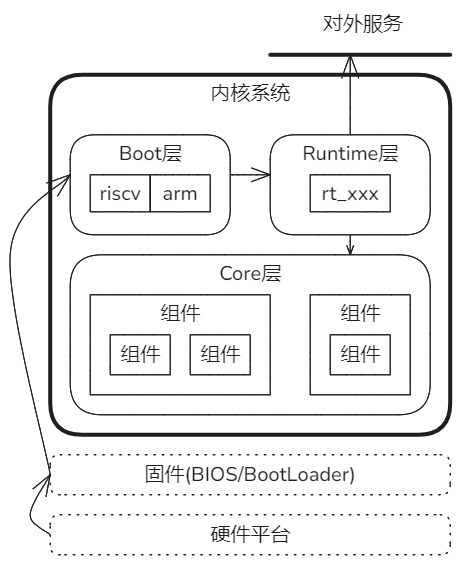 对外服务
内核系统
Boot层
Runtime层
riscv
arm
rt_xxx
Core层
组件
组件
组件
组件
组件
固件(BIOS/BootLoader)
硬件平台